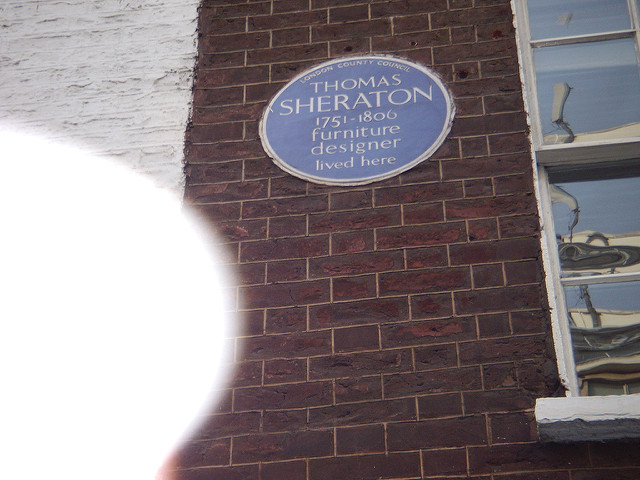 LONDON COUNTY COUNCIL
THOMAS
SHERATON
1751-1806
furniture
designer
lived here